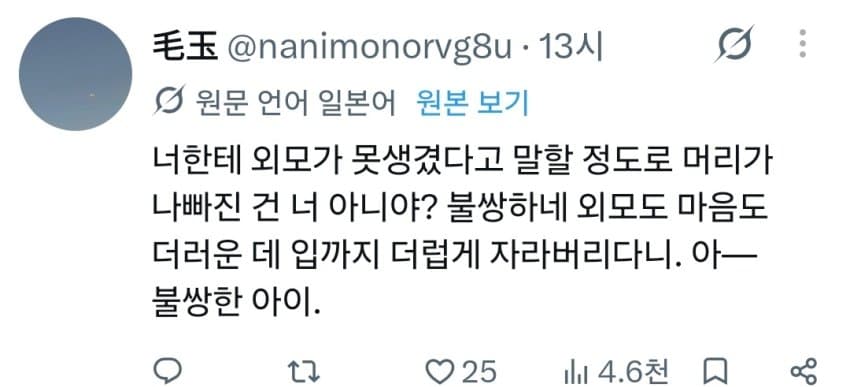 毛玉 @nanimonorvg8u · 13시
원문 언어 일본어 원본 보기
너한테 외모가 못생겼다고 말할 정도로 머리가
나빠진 건 너 아니야? 불쌍하네 외모도 마음도
더러운 데 입까지 더럽게 자라버리다니. 아—
불쌍한 아이.
25 4.6천